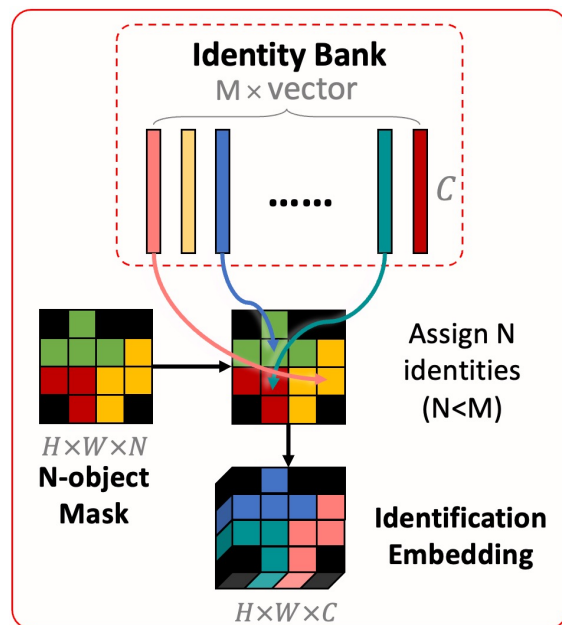 Identity Bank
M × vector
......
C
Assign N
identities
(N<M)
H×W×N
N-object
Mask
Identification
Embedding
H×W×C